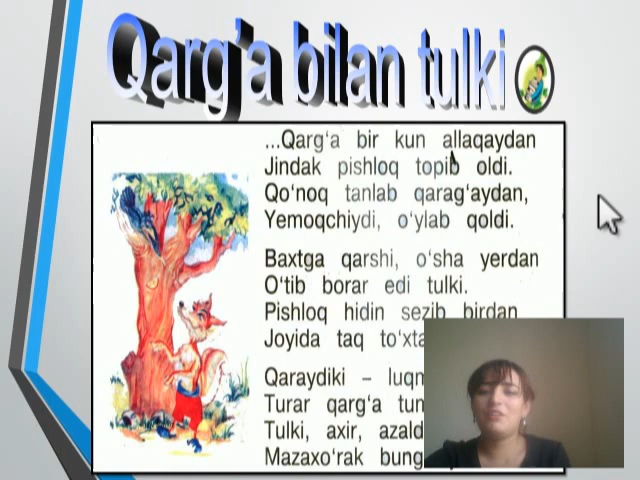 Qarg’a bilan tulki
...Qarg‘a bir kun allaqaydan
Jindak pishloq topib oldi.
Qo‘noq tanlab qarag‘aydan,
Yemoqchiydi, o‘ylab qoldi.
Baxtga qarshi, o‘sha yerdan
O‘tib borar edi tulki.
Pishloq hidin sezib birdan
Joyida taq
Qaraydiki –
Turar qarg‘a
Tulki, axir,
Mazaxo‘rak